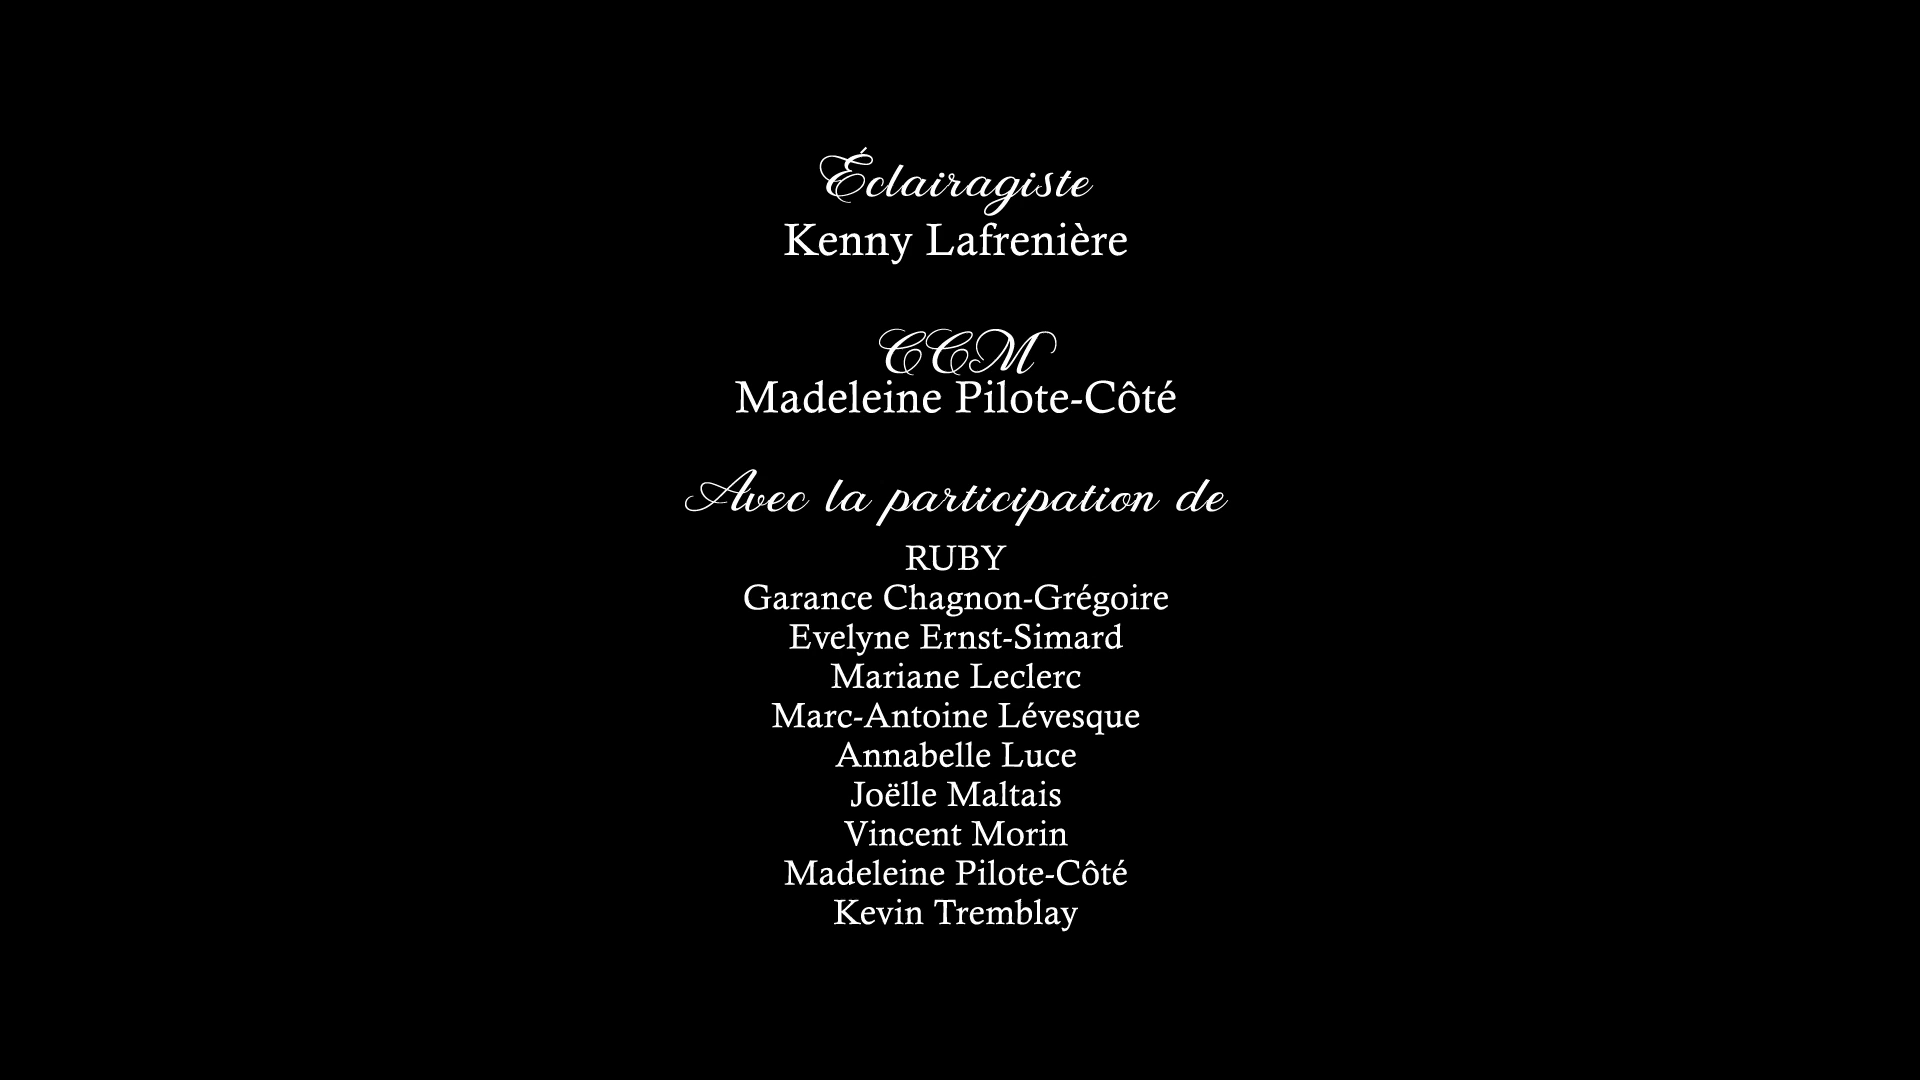 Éclairagiste
Kenny Lafrenière
CCM
Madeleine Pilote-Côté
Avec la participation de
RUBY
Garance Chagnon-Grégoire
Evelyne Ernst-Simard
Mariane Leclerc
Marc-Antoine Lévesque
Annabelle Luce
Joëlle Maltais
Vincent Morin
Madeleine Pilote-Côté
Kevin Tremblay